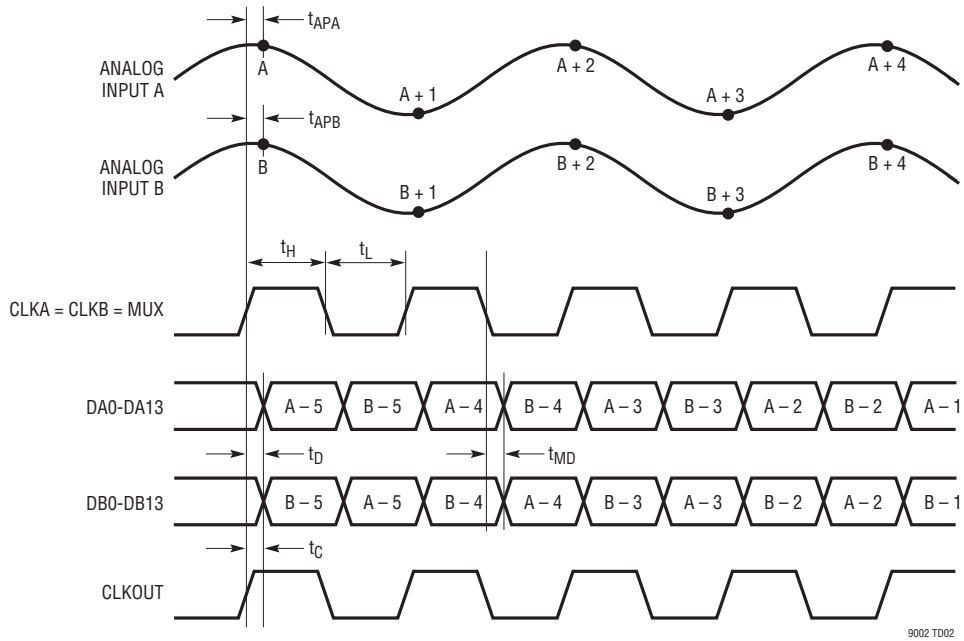 tAPA
ANALOG
INPUT A
A
A + 1
A + 2
A + 3
A + 4
tAPB
ANALOG
INPUT B
B
B + 1
B + 2
B + 3
B + 4
tH
tL
CLKA = CLKB = MUX
DA0-DA13
A – 5
B – 5
A – 4
B – 4
A – 3
B – 3
A – 2
B – 2
A – 1
tD
tMD
DB0-DB13
B – 5
A – 5
B – 4
A – 4
B – 3
A – 3
B – 2
A – 2
B – 1
tC
CLKOUT
9002 TD02